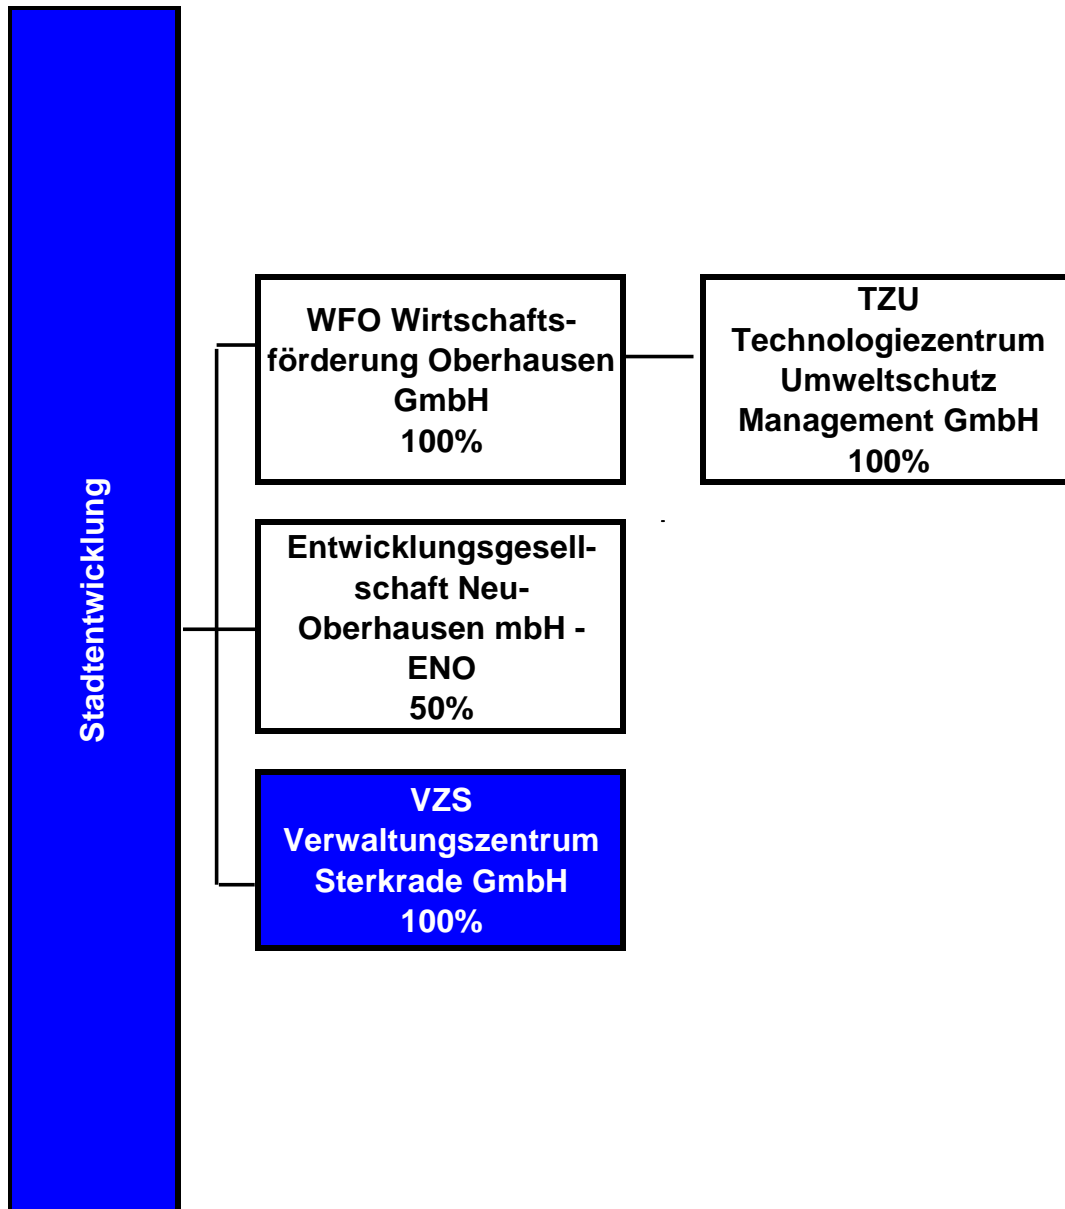 Stadtentwicklung
WFO Wirtschafts-
förderung Oberhausen
GmbH
100%
TZU
Technologiezentrum
Umweltschutz
Management GmbH
100%
Entwicklungsgesell-
schaft Neu-
Oberhausen mbH -
ENO
50%
VZS
Verwaltungszentrum
Sterkrade GmbH
100%